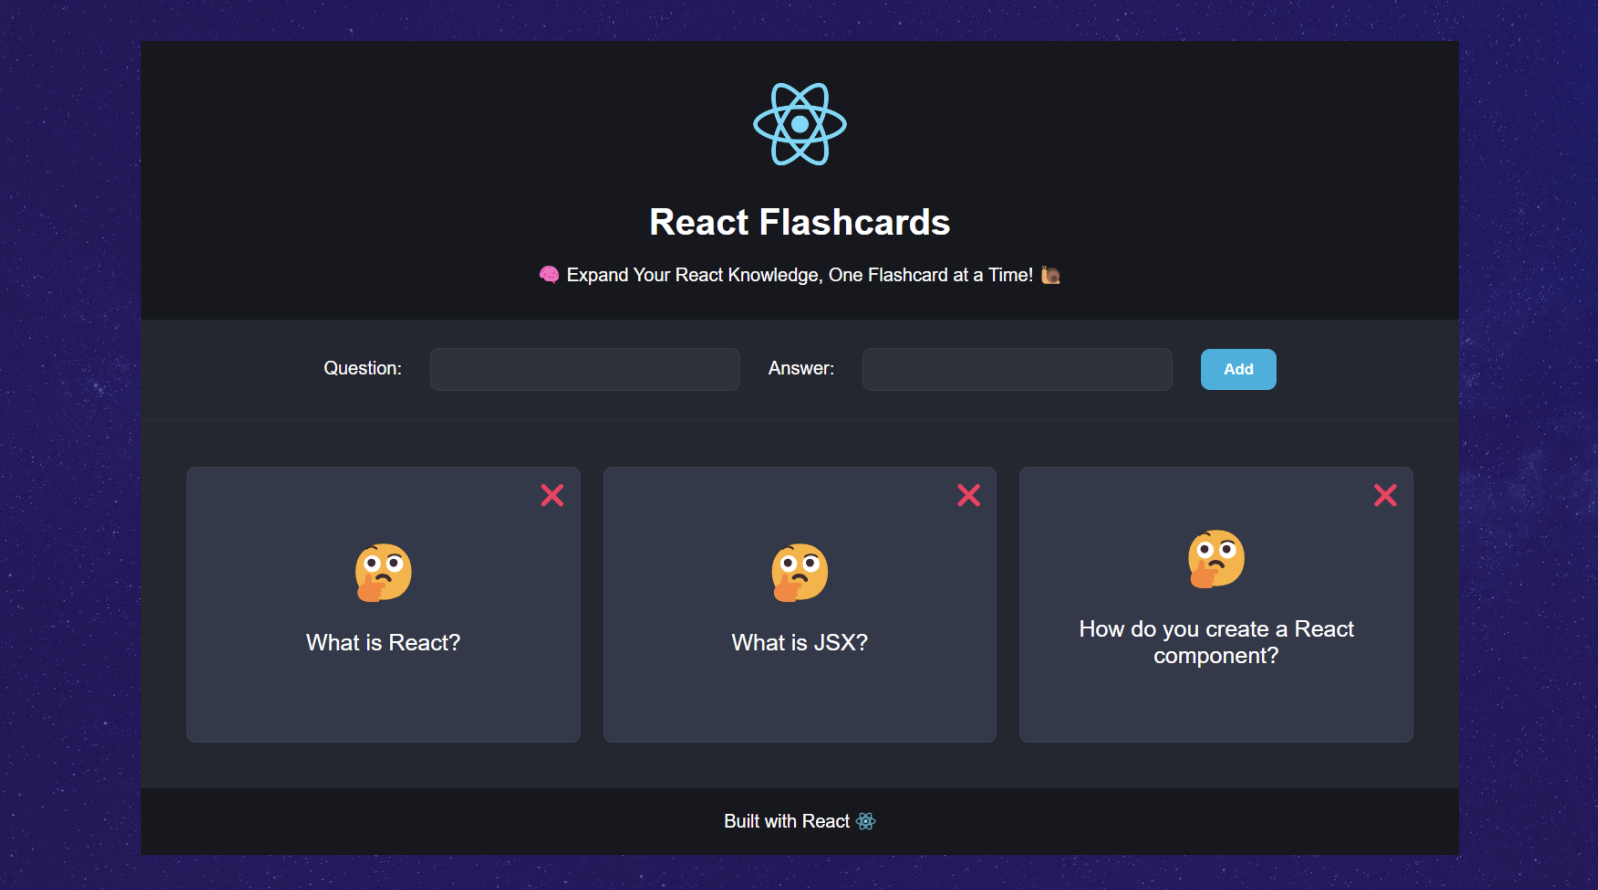 React Flashcards
🧠 Expand Your React Knowledge, One Flashcard at a Time! 🐌
Question:
Answer:
Add
What is React?
What is JSX?
How do you create a React
component?
Built with React ⚛